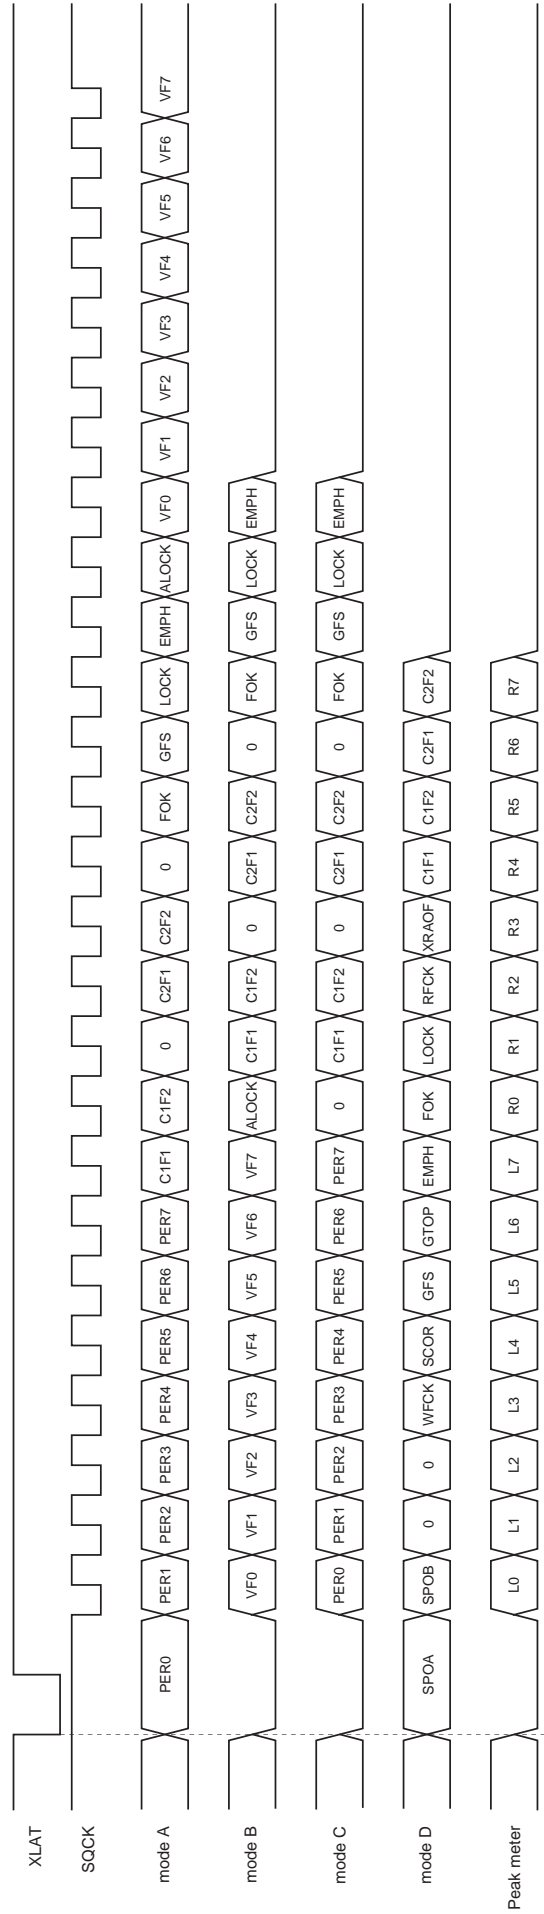 XLAT
SQCK
mode A PER0 PER1 PER2 PER3 PER4 PER5 PER6 PER7 C1F1 C1F2 0 C2F1 C2F2 0 FOK GFS LOCK EMPH ALOCK VF0 VF1 VF2 VF3 VF4 VF5 VF6 VF7
mode B VF0 VF1 VF2 VF3 VF4 VF5 VF6 VF7 ALOCK C1F1 C1F2 0 C2F1 C2F2 0 FOK GFS LOCK EMPH
mode C PER0 PER1 PER2 PER3 PER4 PER5 PER6 PER7 0 C1F1 C1F2 0 C2F1 C2F2 0 FOK GFS LOCK EMPH
mode D SPOA SPOB 0 0 WFCK SCOR GFS GTOP EMPH FOK LOCK RFCK XRAOF C1F1 C1F2 C2F1 C2F2
Peak meter L0 L1 L2 L3 L4 L5 L6 L7 R0 R1 R2 R3 R4 R5 R6 R7